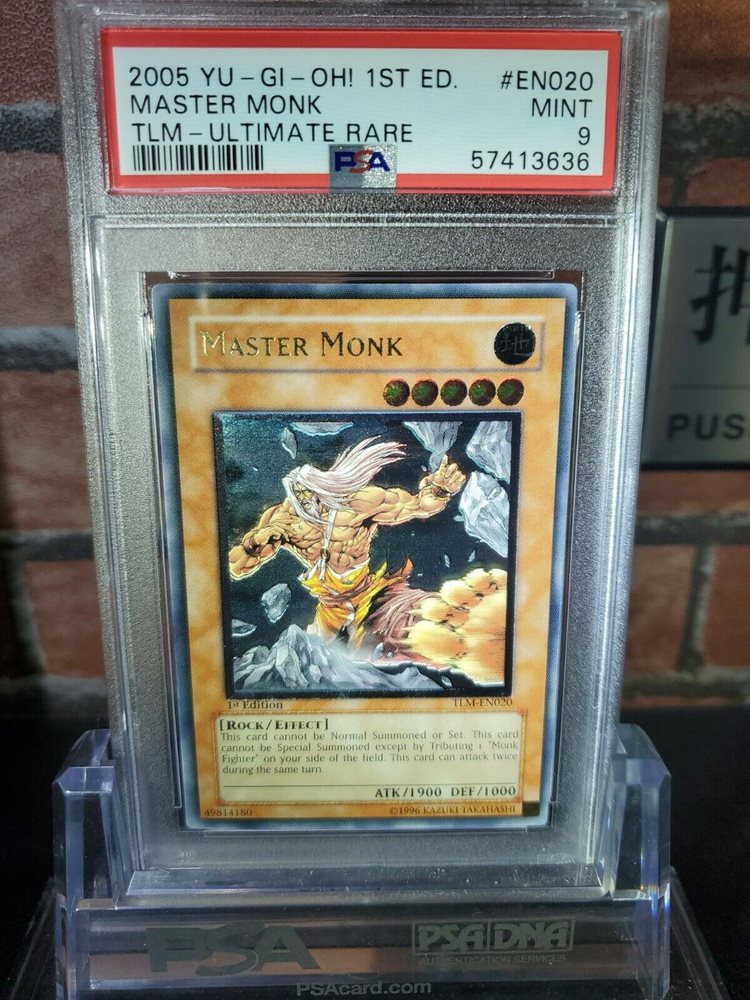 2005 YU-GI-OH! 1ST ED. #EN020
MASTER MONK MINT
TLM-ULTIMATE RARE 9
PSA 57413636
MASTER MONK
地
PUS
1st Edition TLM-EN020
[ROCK/EFFECT]
This card cannot be Normal Summoned or Set. This card
cannot be Special Summoned except by Tributing 1 "Monk
Fighter" on your side of the field. This card can attack twice
during the same turn.
ATK/1900 DEF/1000
49814180 ©1996 KAZUKI TAKAHASHI
PSA PSA DNA
AUTHENTICATION SERVICES
PSAcard.com